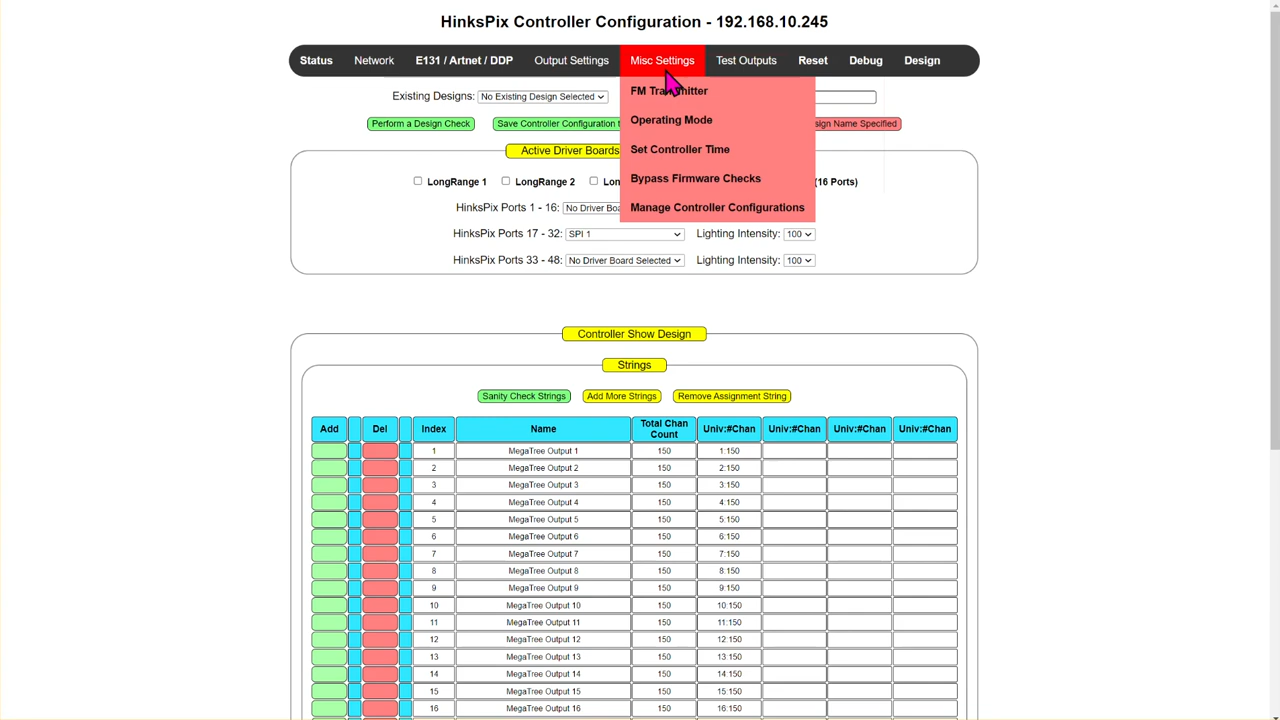 HinksPix Controller Configuration - 192.168.10.245
Status Network E131 / Artnet / DDP Output Settings Misc Settings Test Outputs Reset Debug Design
FM Transmitter
Operating Mode
Set Controller Time
Bypass Firmware Checks
Manage Controller Configurations
Existing Designs: No Existing Design Selected
Perform a Design Check Save Controller Configuration t sign Name Specified
Active Driver Boards
LongRange 1 LongRange 2 Lon (16 Ports)
HinksPix Ports 1 - 16: No Driver Boa
HinksPix Ports 17 - 32: SPI 1 Lighting Intensity: 100
HinksPix Ports 33 - 48: No Driver Board Selected Lighting Intensity: 100
Controller Show Design
Strings
Sanity Check Strings Add More Strings Remove Assignment String
Add Del Index Name Total Chan Count Univ:#Chan Univ:#Chan Univ:#Chan Univ:#Chan
1 MegaTree Output 1 150 1:150
2 MegaTree Output 2 150 2:150
3 MegaTree Output 3 150 3:150
4 MegaTree Output 4 150 4:150
5 MegaTree Output 5 150 5:150
6 MegaTree Output 6 150 6:150
7 MegaTree Output 7 150 7:150
8 MegaTree Output 8 150 8:150
9 MegaTree Output 9 150 9:150
10 MegaTree Output 10 150 10:150
11 MegaTree Output 11 150 11:150
12 MegaTree Output 12 150 12:150
13 MegaTree Output 13 150 13:150
14 MegaTree Output 14 150 14:150
15 MegaTree Output 15 150 15:150
16 MegaTree Output 16 150 16:150